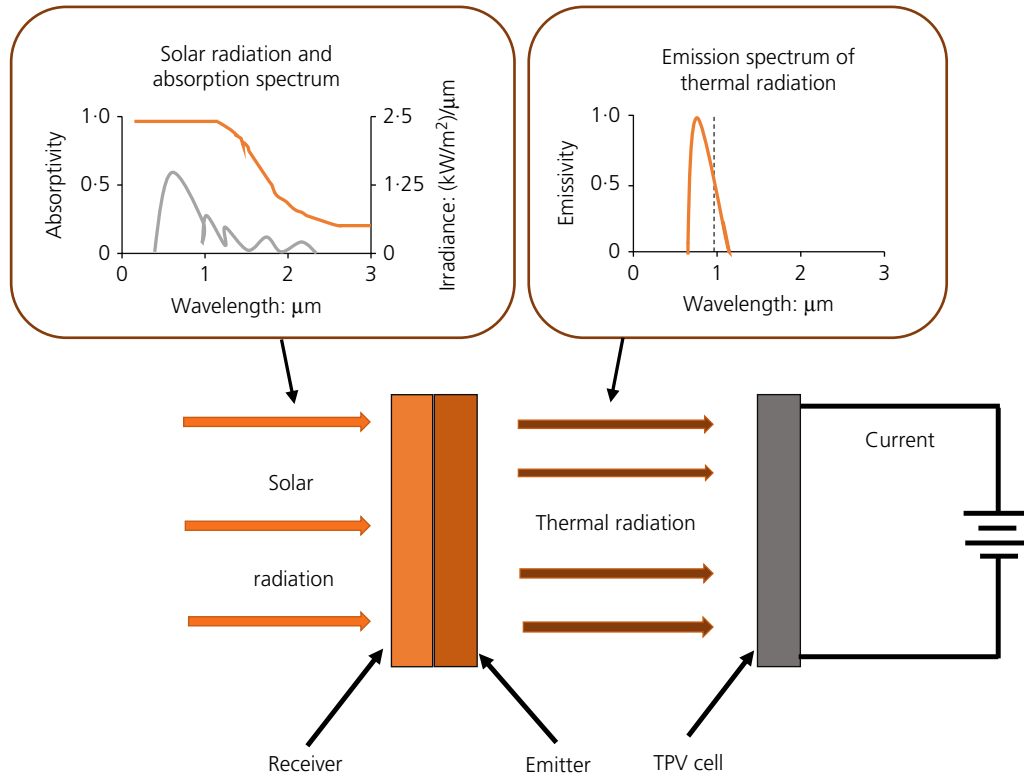 Solar radiation and
absorption spectrum
Absorptivity
1·0
0·5
0
2·5
1·25
0
Irradiance: (kW/m²)/μm
0 1 2 3
Wavelength: μm
Emission spectrum of
thermal radiation
Emissivity
1·0
0·5
0
0 1 2 3
Wavelength: μm
Solar
radiation
Thermal radiation
Current
Receiver
Emitter
TPV cell